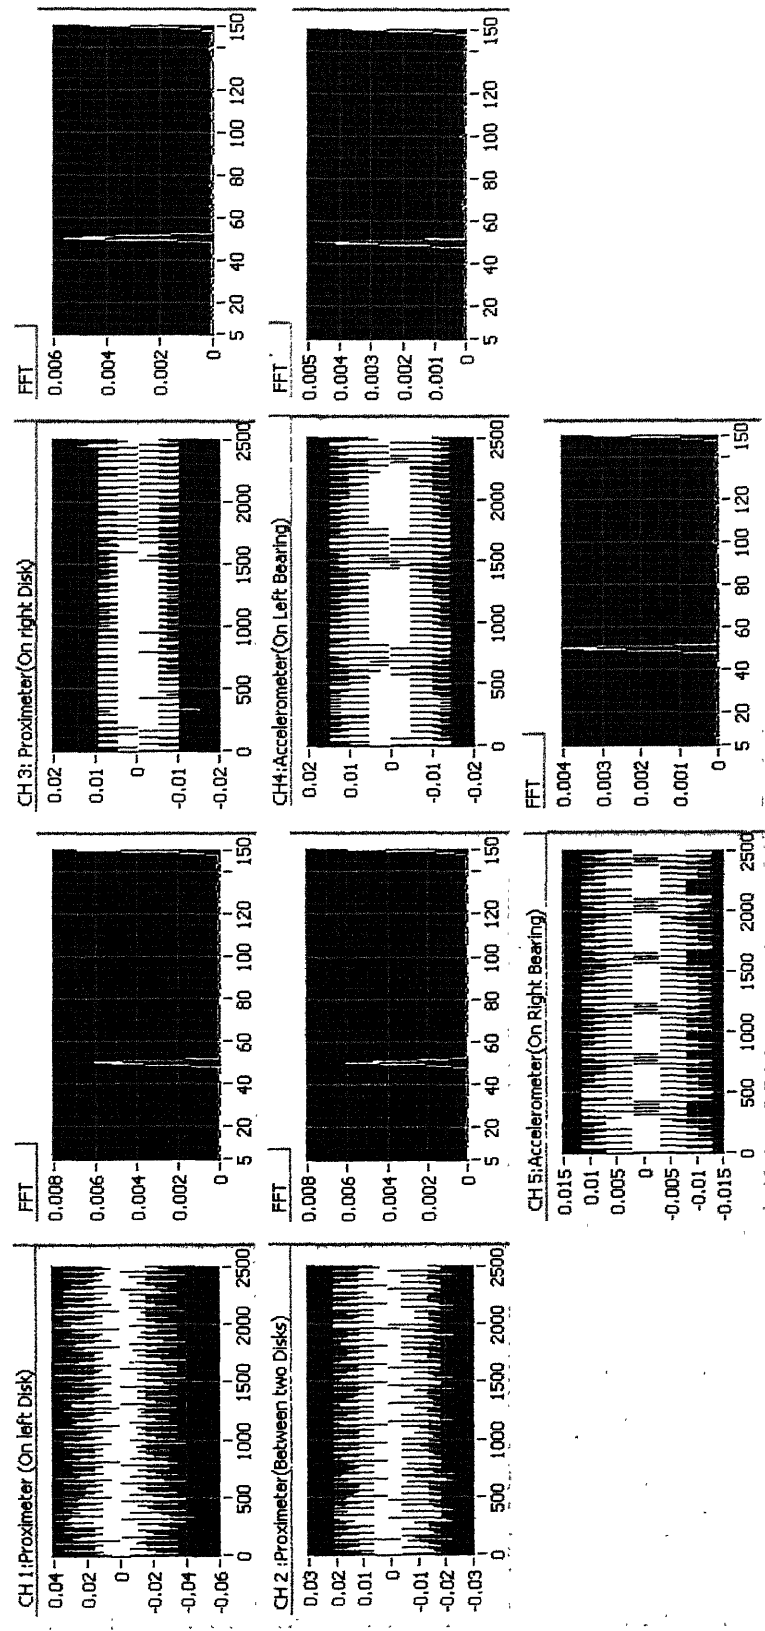 CH 1:Proximeter (On left Disk)
0.04
0.02
0
-0.02
-0.04
-0.06
0 500 1000 1500 2000 2500
FFT
0.008
0.006
0.004
0.002
0
5 20 40 60 80 100 120 150
CH 3: Proximeter(On right Disk)
0.02
0.01
0
-0.01
-0.02
0 500 1000 1500 2000 2500
FFT
0.006
0.004
0.002
0
5 20 40 60 80 100 120 150
CH 2 :Proximeter(Between two Disks)
0.03
0.02
0.01
0
-0.01
-0.02
-0.03
0 500 1000 1500 2000 2500
FFT
0.008
0.006
0.004
0.002
0
5 20 40 60 80 100 120 150
CH4:Accelerometer(On Left Bearing)
0.02
0.01
0
-0.01
-0.02
0 500 1000 1500 2000 2500
FFT
0.005
0.004
0.003
0.002
0.001
0
5 20 40 60 80 100 120 150
CH 5:Accelerometer(On Right Bearing)
0.015
0.01
0.005
0
-0.005
-0.01
-0.015
0 500 1000 1500 2000 2500
FFT
0.004
0.003
0.002
0.001
0
5 20 40 60 80 100 120 150